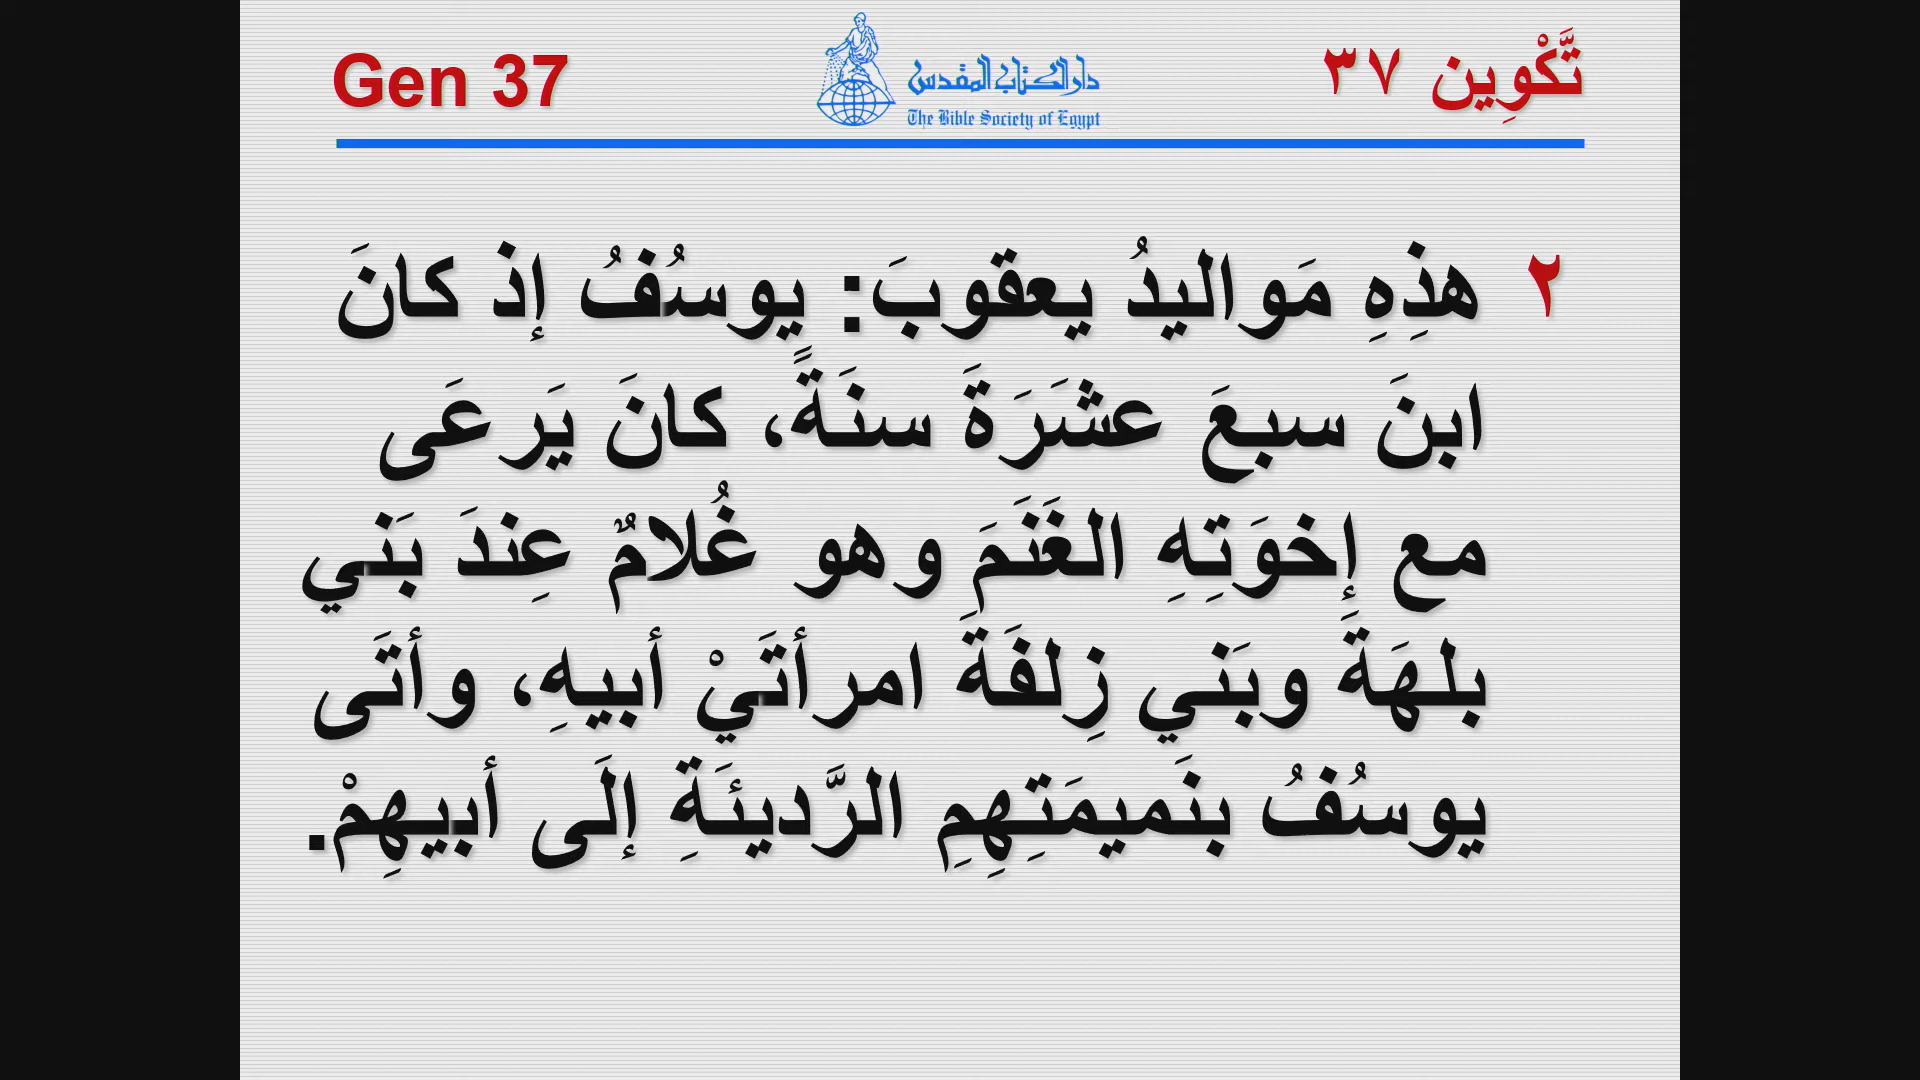 Gen 37
دار الكتاب المقدس
The Bible Society of Egypt
تَّكْوِين ٣٧
٢ هذِهِ مَواليدُ يعقوبَ: يوسُفُ إذ كانَ
ابنَ سبعَ عشَرَةَ سنَةً، كانَ يَرعَى
مع إخوَتِهِ الغَنَمَ وهو غُلامٌ عِندَ بَني
بلهَةَ وبَني زِلفَةَ امرأتَيْ أبيهِ، وأتَى
يوسُفُ بنَميمَتِهِمِ الرَّديئَةِ إلَى أبيهِمْ.